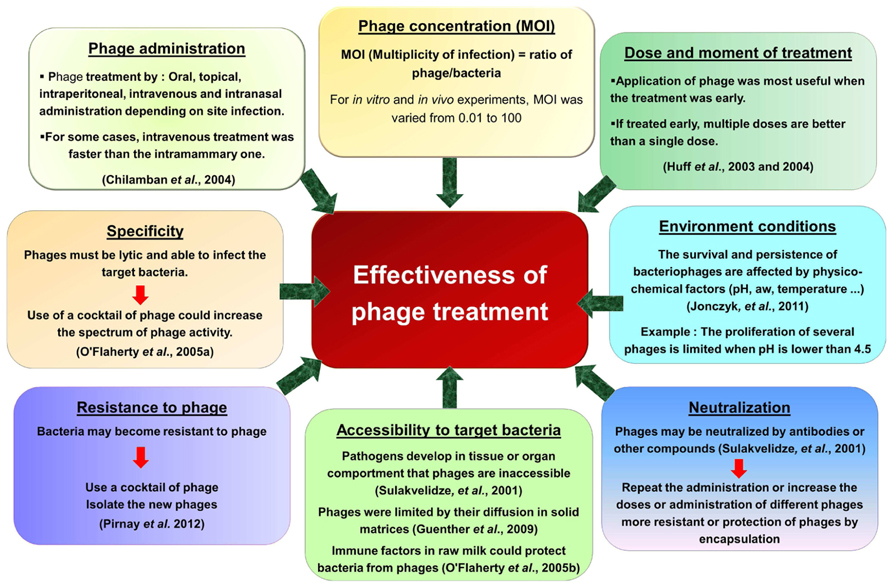 Phage administration
▪ Phage treatment by : Oral, topical,
intraperitoneal, intravenous and intranasal
administration depending on site infection.
▪For some cases, intravenous treatment was
faster than the intramammary one.
(Chilamban et al., 2004)
Phage concentration (MOI)
MOI (Multiplicity of infection) = ratio of
phage/bacteria
For in vitro and in vivo experiments, MOI was
varied from 0.01 to 100
Dose and moment of treatment
▪Application of phage was most useful when
the treatment was early.
▪If treated early, multiple doses are better
than a single dose.
(Huff et al., 2003 and 2004)
Specificity
Phages must be lytic and able to infect the
target bacteria.
Use of a cocktail of phage could increase
the spectrum of phage activity.
(O'Flaherty et al., 2005a)
Effectiveness of
phage treatment
Environment conditions
The survival and persistence of
bacteriophages are affected by physico-
chemical factors (pH, aw, temperature ...)
(Jonczyk, et al., 2011)
Example : The proliferation of several
phages is limited when pH is lower than 4.5
Resistance to phage
Bacteria may become resistant to phage
Use a cocktail of phage
Isolate the new phages
(Pirnay et al. 2012)
Accessibility to target bacteria
Pathogens develop in tissue or organ
comportment that phages are inaccessible
(Sulakvelidze, et al., 2001)
Phages were limited by their diffusion in solid
matrices (Guenther et al., 2009)
Immune factors in raw milk could protect
bacteria from phages (O'Flaherty et al., 2005b)
Neutralization
Phages may be neutralized by antibodies or
other compounds (Sulakvelidze, et al., 2001)
Repeat the administration or increase the
doses or administration of different phages
more resistant or protection of phages by
encapsulation